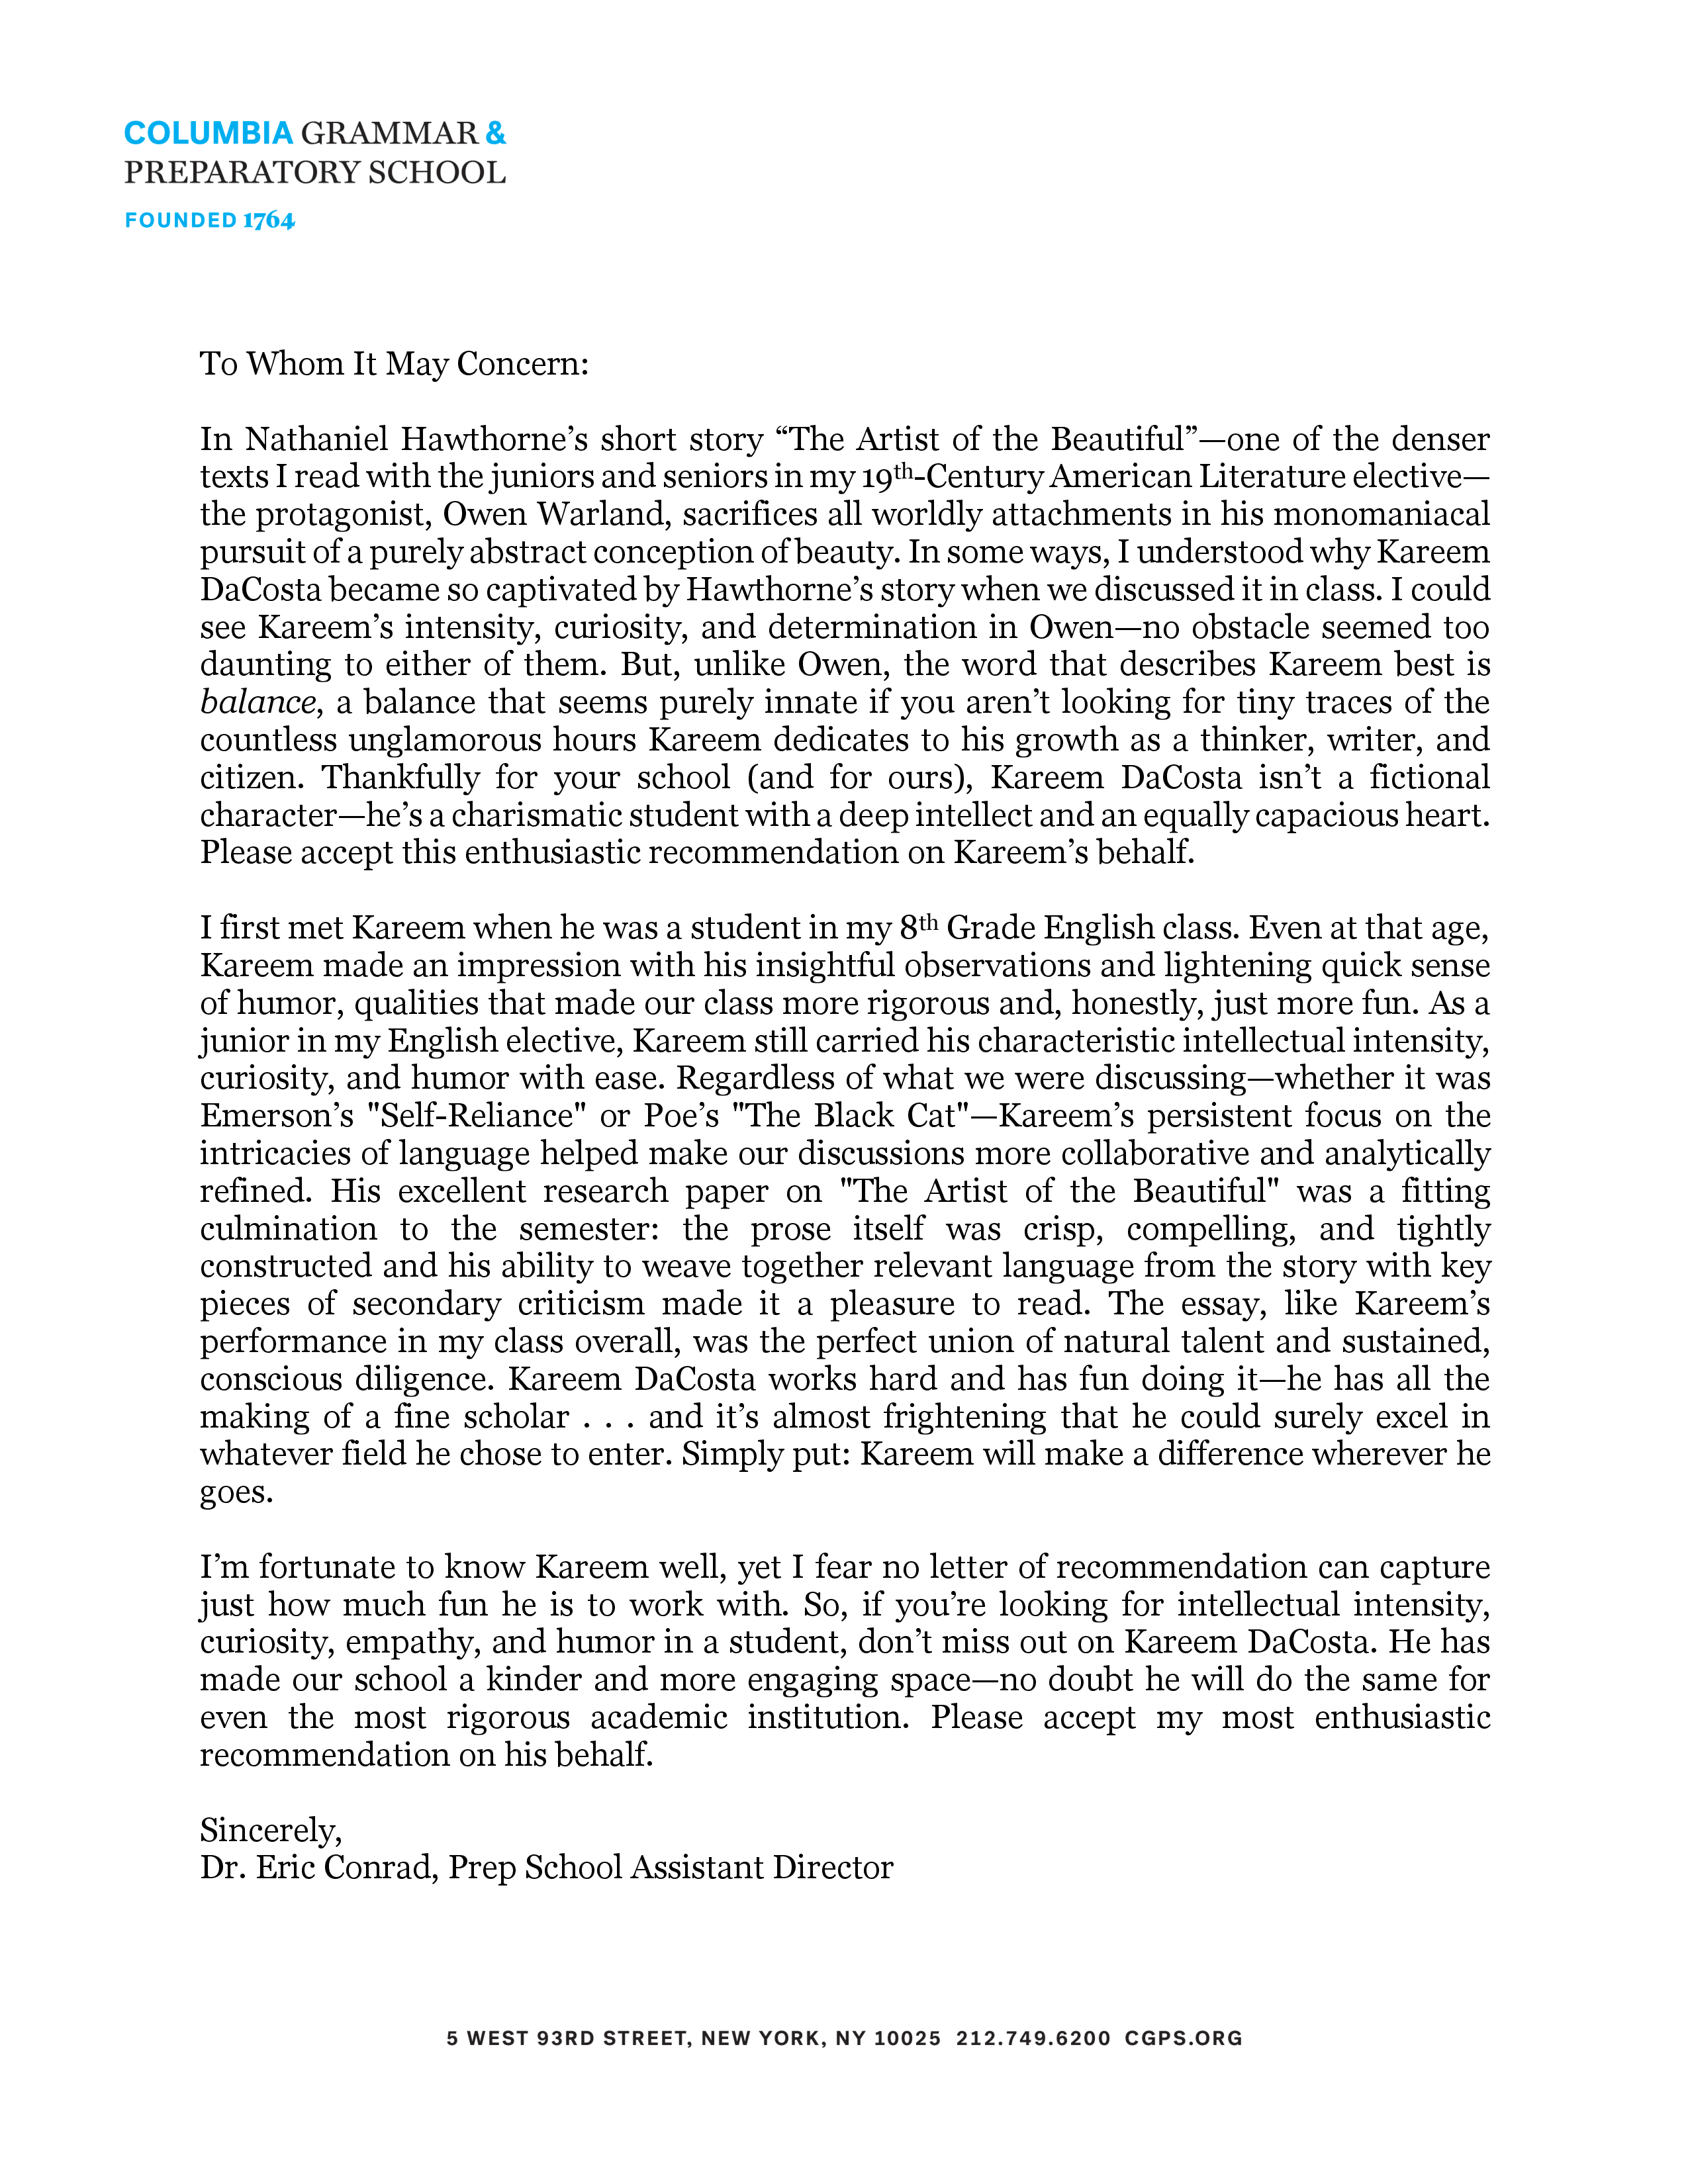 COLUMBIA GRAMMAR &
PREPARATORY SCHOOL
FOUNDED 1764
To Whom It May Concern:
In Nathaniel Hawthorne’s short story “The Artist of the Beautiful”—one of the denser
texts I read with the juniors and seniors in my 19th-Century American Literature elective—
the protagonist, Owen Warland, sacrifices all worldly attachments in his monomaniacal
pursuit of a purely abstract conception of beauty. In some ways, I understood why Kareem
DaCosta became so captivated by Hawthorne’s story when we discussed it in class. I could
see Kareem’s intensity, curiosity, and determination in Owen—no obstacle seemed too
daunting to either of them. But, unlike Owen, the word that describes Kareem best is
balance, a balance that seems purely innate if you aren’t looking for tiny traces of the
countless unglamorous hours Kareem dedicates to his growth as a thinker, writer, and
citizen. Thankfully for your school (and for ours), Kareem DaCosta isn’t a fictional
character—he’s a charismatic student with a deep intellect and an equally capacious heart.
Please accept this enthusiastic recommendation on Kareem’s behalf.
I first met Kareem when he was a student in my 8th Grade English class. Even at that age,
Kareem made an impression with his insightful observations and lightening quick sense
of humor, qualities that made our class more rigorous and, honestly, just more fun. As a
junior in my English elective, Kareem still carried his characteristic intellectual intensity,
curiosity, and humor with ease. Regardless of what we were discussing—whether it was
Emerson’s "Self-Reliance" or Poe’s "The Black Cat"—Kareem’s persistent focus on the
intricacies of language helped make our discussions more collaborative and analytically
refined. His excellent research paper on "The Artist of the Beautiful" was a fitting
culmination to the semester: the prose itself was crisp, compelling, and tightly
constructed and his ability to weave together relevant language from the story with key
pieces of secondary criticism made it a pleasure to read. The essay, like Kareem’s
performance in my class overall, was the perfect union of natural talent and sustained,
conscious diligence. Kareem DaCosta works hard and has fun doing it—he has all the
making of a fine scholar . . . and it’s almost frightening that he could surely excel in
whatever field he chose to enter. Simply put: Kareem will make a difference wherever he
goes.
I’m fortunate to know Kareem well, yet I fear no letter of recommendation can capture
just how much fun he is to work with. So, if you’re looking for intellectual intensity,
curiosity, empathy, and humor in a student, don’t miss out on Kareem DaCosta. He has
made our school a kinder and more engaging space—no doubt he will do the same for
even the most rigorous academic institution. Please accept my most enthusiastic
recommendation on his behalf.
Sincerely,
Dr. Eric Conrad, Prep School Assistant Director
5 WEST 93RD STREET, NEW YORK, NY 10025 212.749.6200 CGPS.ORG